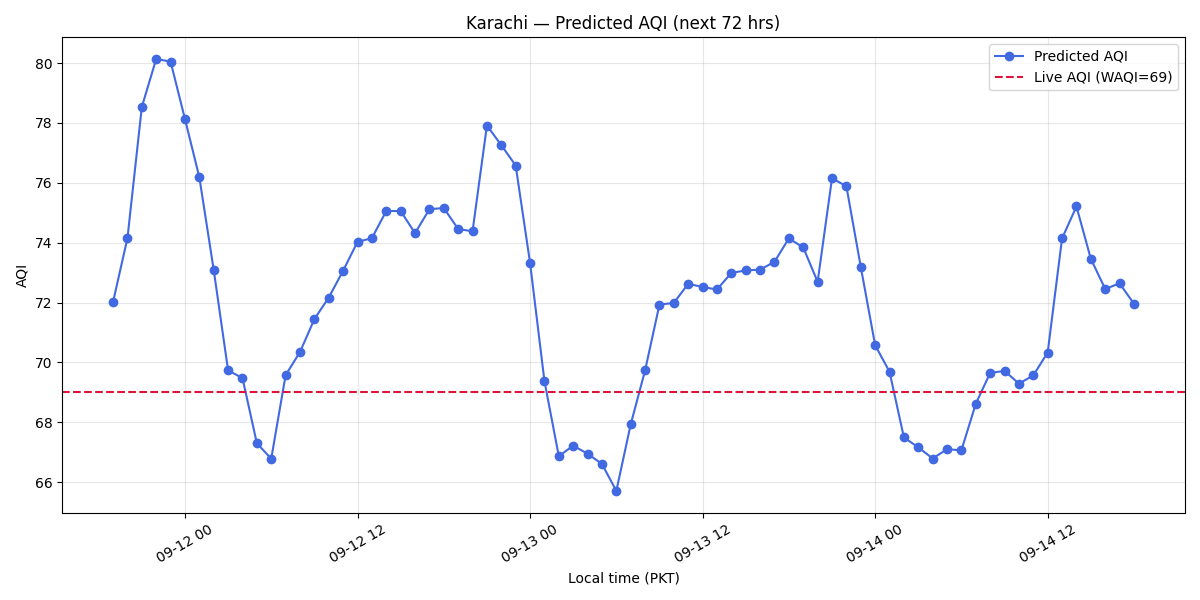 Karachi — Predicted AQI (next 72 hrs)
Predicted AQI
Live AQI (WAQI=69)
AQI
80
78
76
74
72
70
68
66
09-12 00
09-12 12
09-13 00
09-13 12
09-14 00
09-14 12
Local time (PKT)